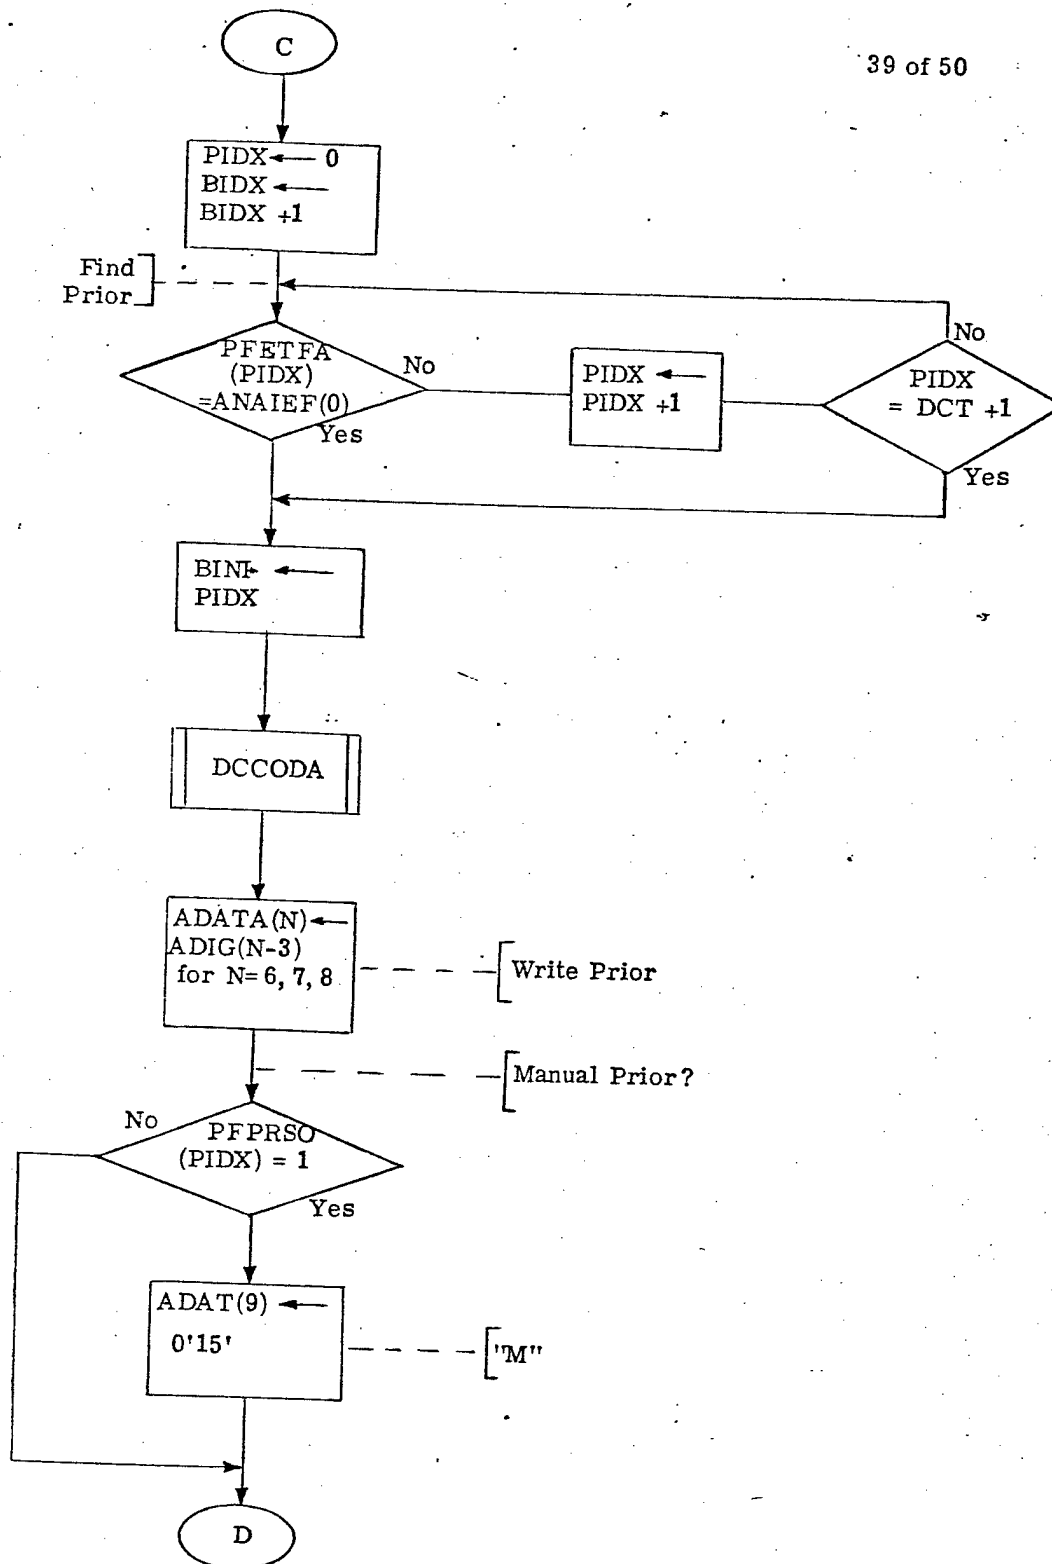 C
39 of 50
PIDX ← 0
BIDX ←
BIDX +1
Find
Prior
PFETFA
(PIDX)
=ANAIEF(0)
No
Yes
PIDX ←
PIDX +1
No
PIDX
= DCT +1
Yes
←
PIDX
DCCODA
ADATA(N) ←
ADIG(N-3)
for N= 6, 7, 8
Write Prior
Manual Prior?
No
PFPRSO
(PIDX) = 1
Yes
ADAT(9) ←
0'15'
"M"
D